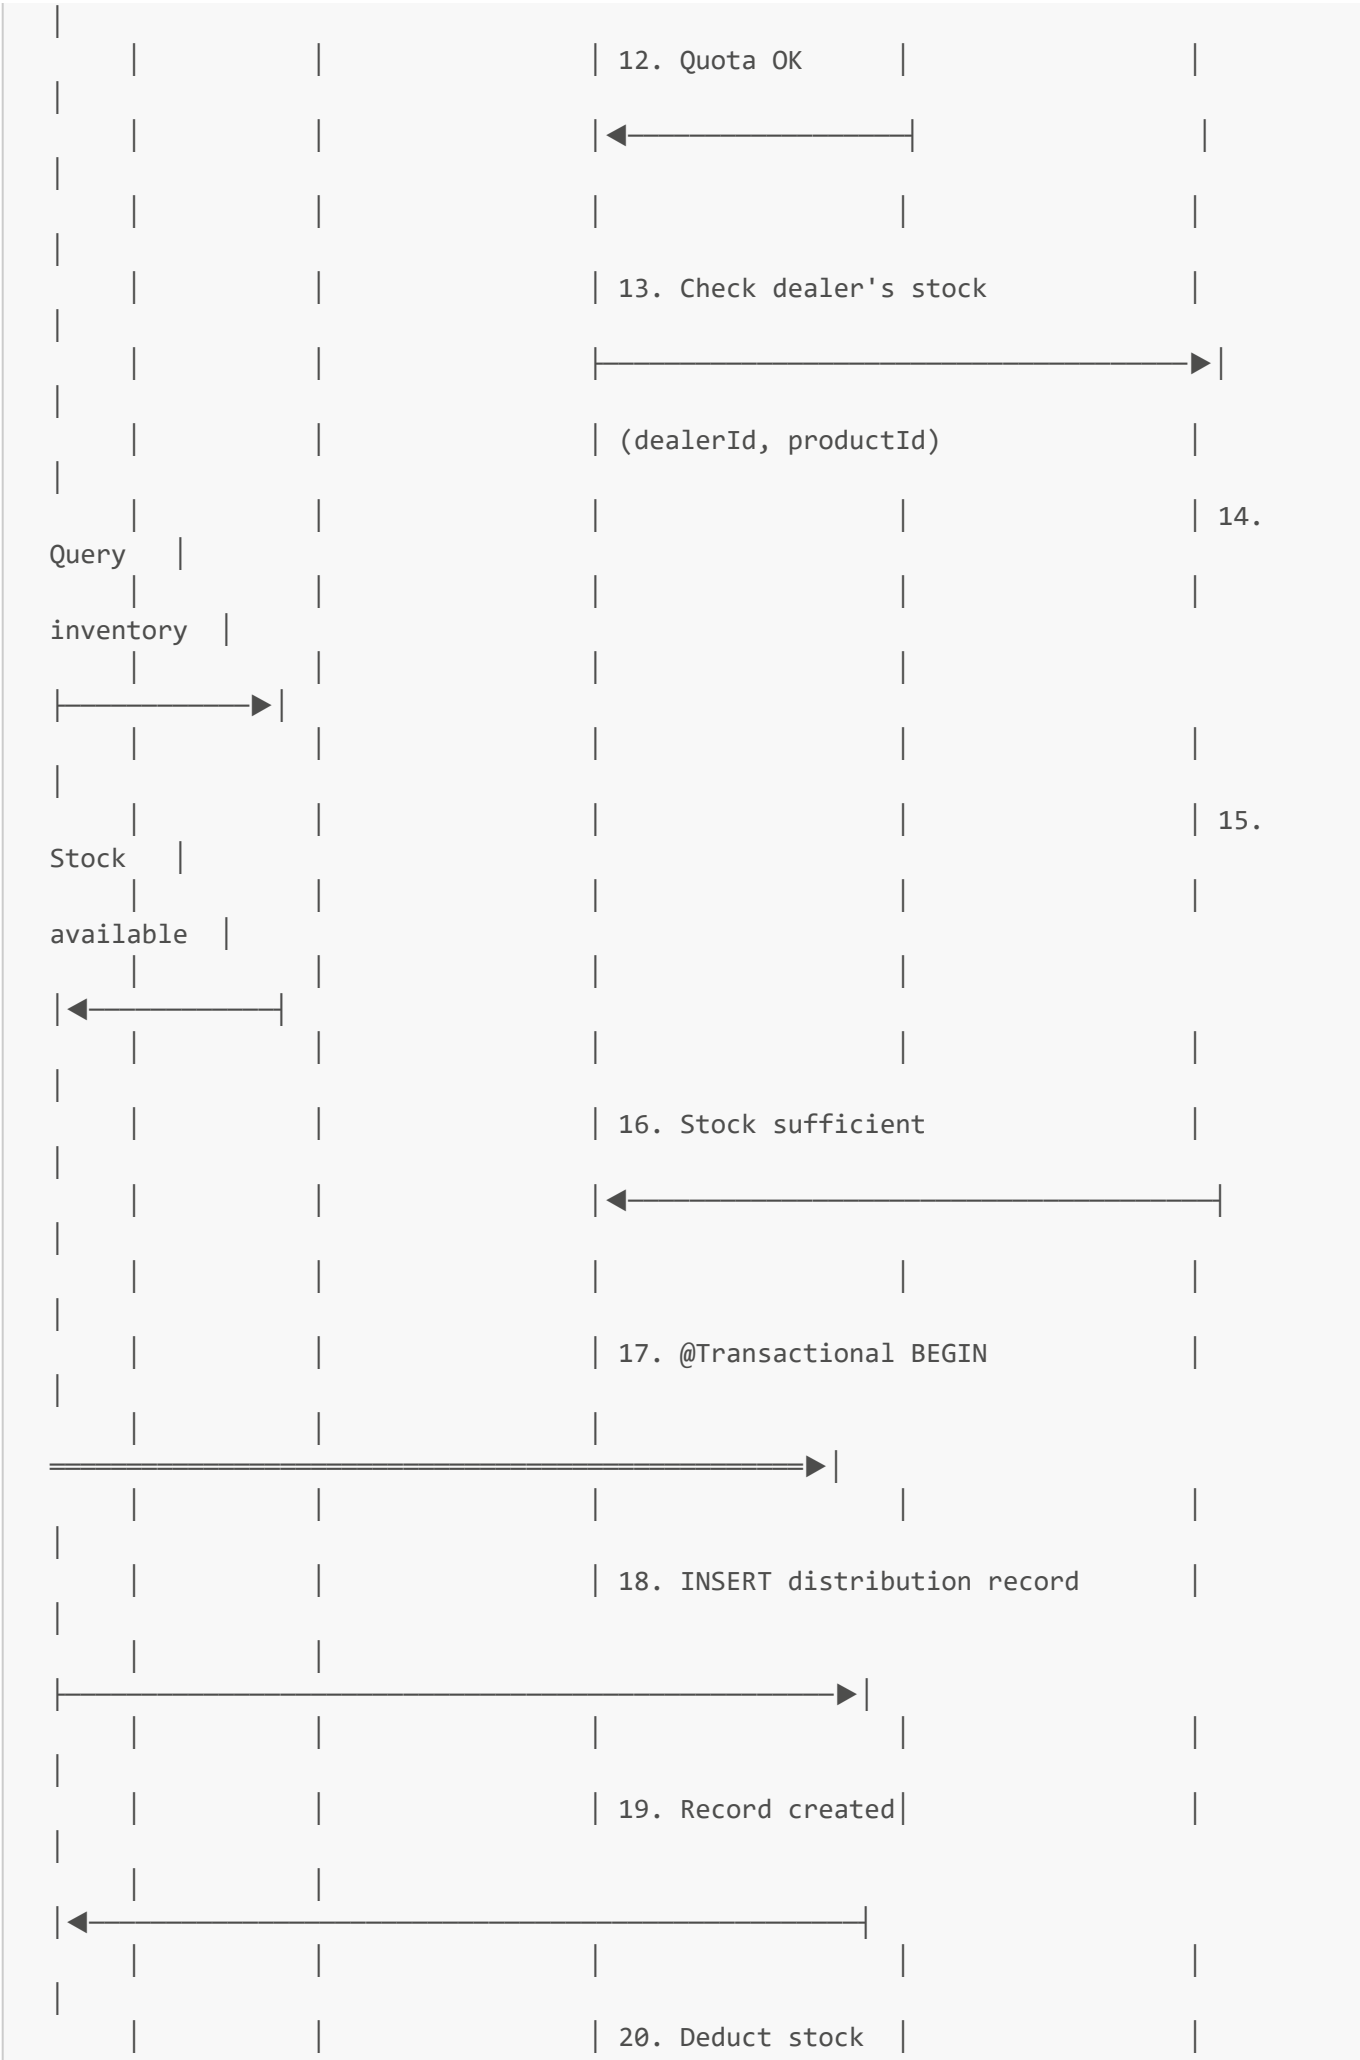 12. Quota OK
13. Check dealer's stock
(dealerId, productId)
14.
Query
inventory
15.
Stock
available
16. Stock sufficient
17. @Transactional BEGIN
18. INSERT distribution record
19. Record created
20. Deduct stock